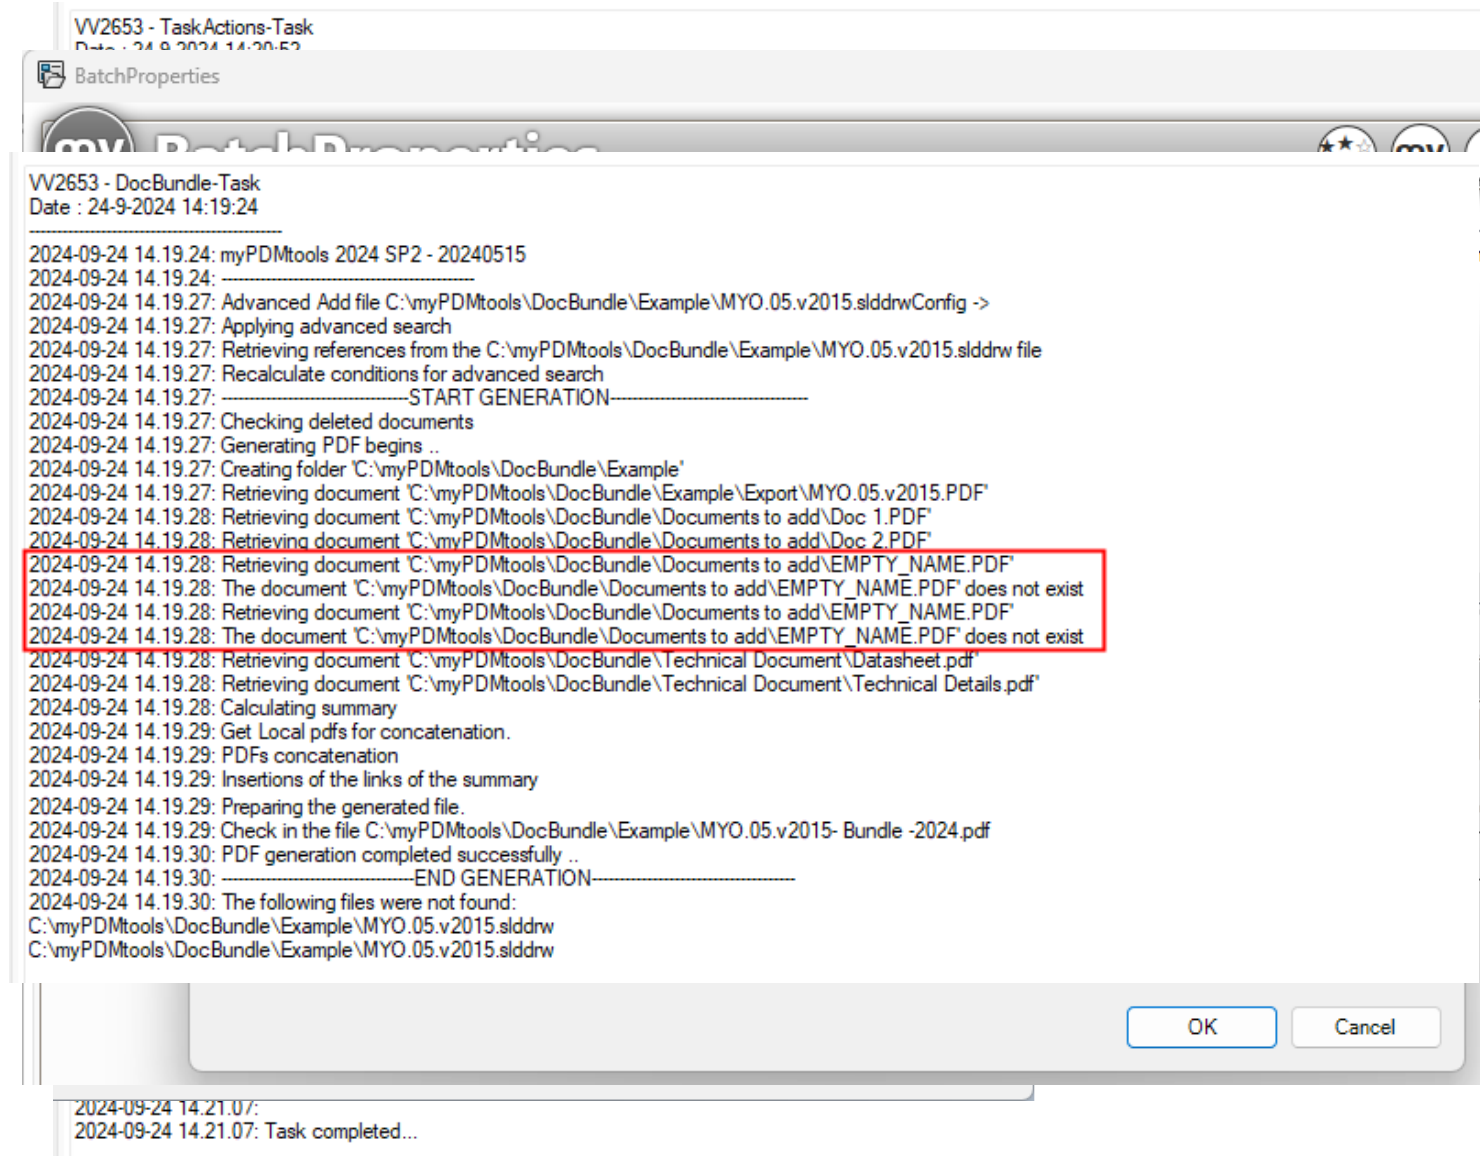 VV2653 - TaskActions-Task
Date : 24-9-2024 14:20:52
BatchProperties
my BatchProperties
my
VV2653 - DocBundle-Task
Date : 24-9-2024 14:19:24
----------------------------------------------
2024-09-24 14.19.24: myPDMtools 2024 SP2 - 20240515
2024-09-24 14.19.24: ----------------------------------------------
2024-09-24 14.19.27: Advanced Add file C:\myPDMtools\DocBundle\Example\MYO.05.v2015.slddrwConfig ->
2024-09-24 14.19.27: Applying advanced search
2024-09-24 14.19.27: Retrieving references from the C:\myPDMtools\DocBundle\Example\MYO.05.v2015.slddrw file
2024-09-24 14.19.27: Recalculate conditions for advanced search
2024-09-24 14.19.27: ----------------------------------START GENERATION------------------------------------
2024-09-24 14.19.27: Checking deleted documents
2024-09-24 14.19.27: Generating PDF begins ..
2024-09-24 14.19.27: Creating folder 'C:\myPDMtools\DocBundle\Example'
2024-09-24 14.19.27: Retrieving document 'C:\myPDMtools\DocBundle\Example\Export\MYO.05.v2015.PDF'
2024-09-24 14.19.28: Retrieving document 'C:\myPDMtools\DocBundle\Documents to add\Doc 1.PDF'
2024-09-24 14.19.28: Retrieving document 'C:\myPDMtools\DocBundle\Documents to add\Doc 2.PDF'
2024-09-24 14.19.28: Retrieving document 'C:\myPDMtools\DocBundle\Documents to add\EMPTY_NAME.PDF'
2024-09-24 14.19.28: The document 'C:\myPDMtools\DocBundle\Documents to add\EMPTY_NAME.PDF' does not exist
2024-09-24 14.19.28: Retrieving document 'C:\myPDMtools\DocBundle\Documents to add\EMPTY_NAME.PDF'
2024-09-24 14.19.28: The document 'C:\myPDMtools\DocBundle\Documents to add\EMPTY_NAME.PDF' does not exist
2024-09-24 14.19.28: Retrieving document 'C:\myPDMtools\DocBundle\Technical Document\Datasheet.pdf'
2024-09-24 14.19.28: Retrieving document 'C:\myPDMtools\DocBundle\Technical Document\Technical Details.pdf'
2024-09-24 14.19.28: Calculating summary
2024-09-24 14.19.29: Get Local pdfs for concatenation.
2024-09-24 14.19.29: PDFs concatenation
2024-09-24 14.19.29: Insertions of the links of the summary
2024-09-24 14.19.29: Preparing the generated file.
2024-09-24 14.19.29: Check in the file C:\myPDMtools\DocBundle\Example\MYO.05.v2015- Bundle -2024.pdf
2024-09-24 14.19.30: PDF generation completed successfully ..
2024-09-24 14.19.30: -----------------------------------END GENERATION-------------------------------------
2024-09-24 14.19.30: The following files were not found:
C:\myPDMtools\DocBundle\Example\MYO.05.v2015.slddrw
C:\myPDMtools\DocBundle\Example\MYO.05.v2015.slddrw
OK
Cancel
2024-09-24 14.21.07:
2024-09-24 14.21.07: Task completed...